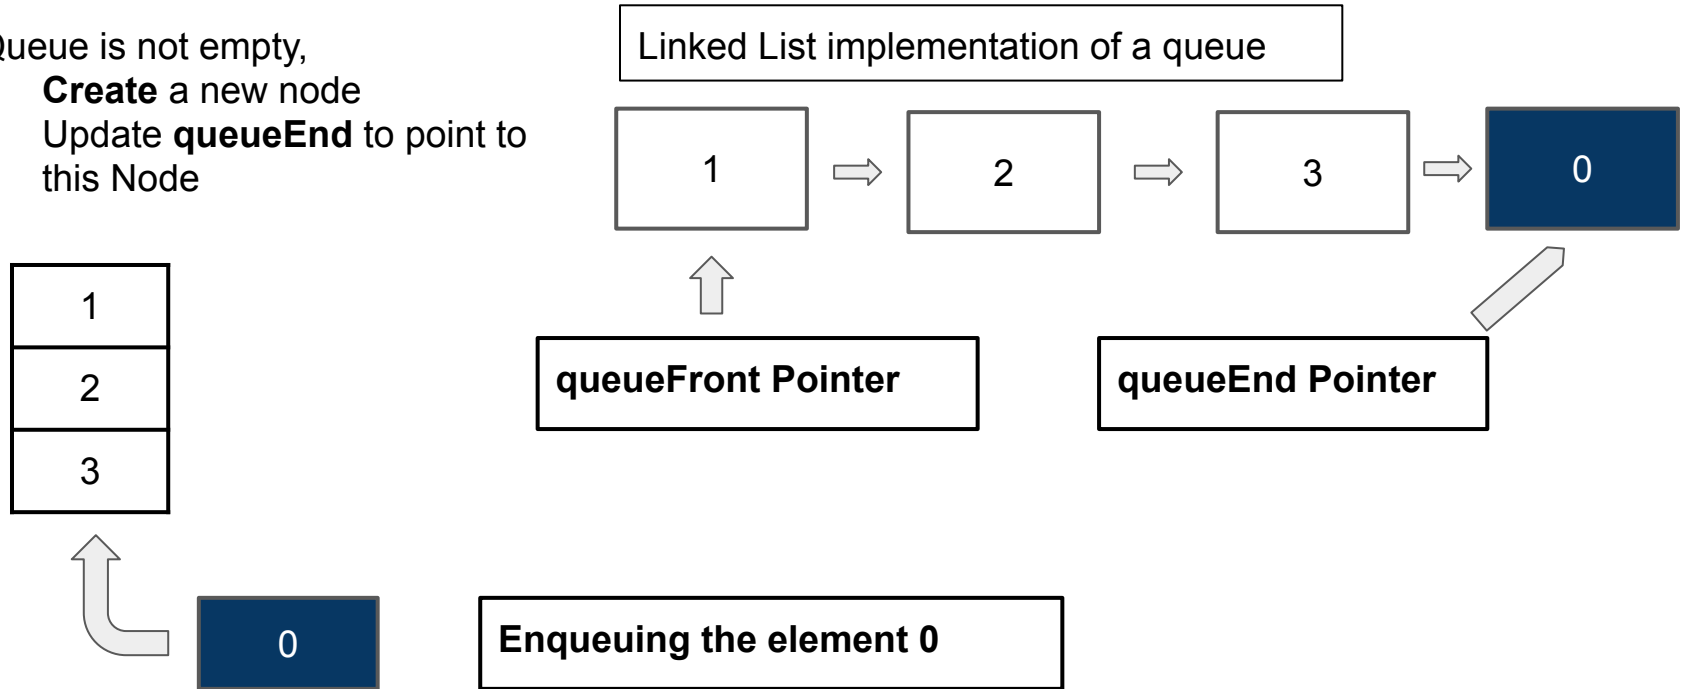 Queue is not empty,
Create a new node
Update queueEnd to point to
this Node
Linked List implementation of a queue
1
2
3
0
queueFront Pointer
queueEnd Pointer
1
2
3
0
Enqueuing the element 0